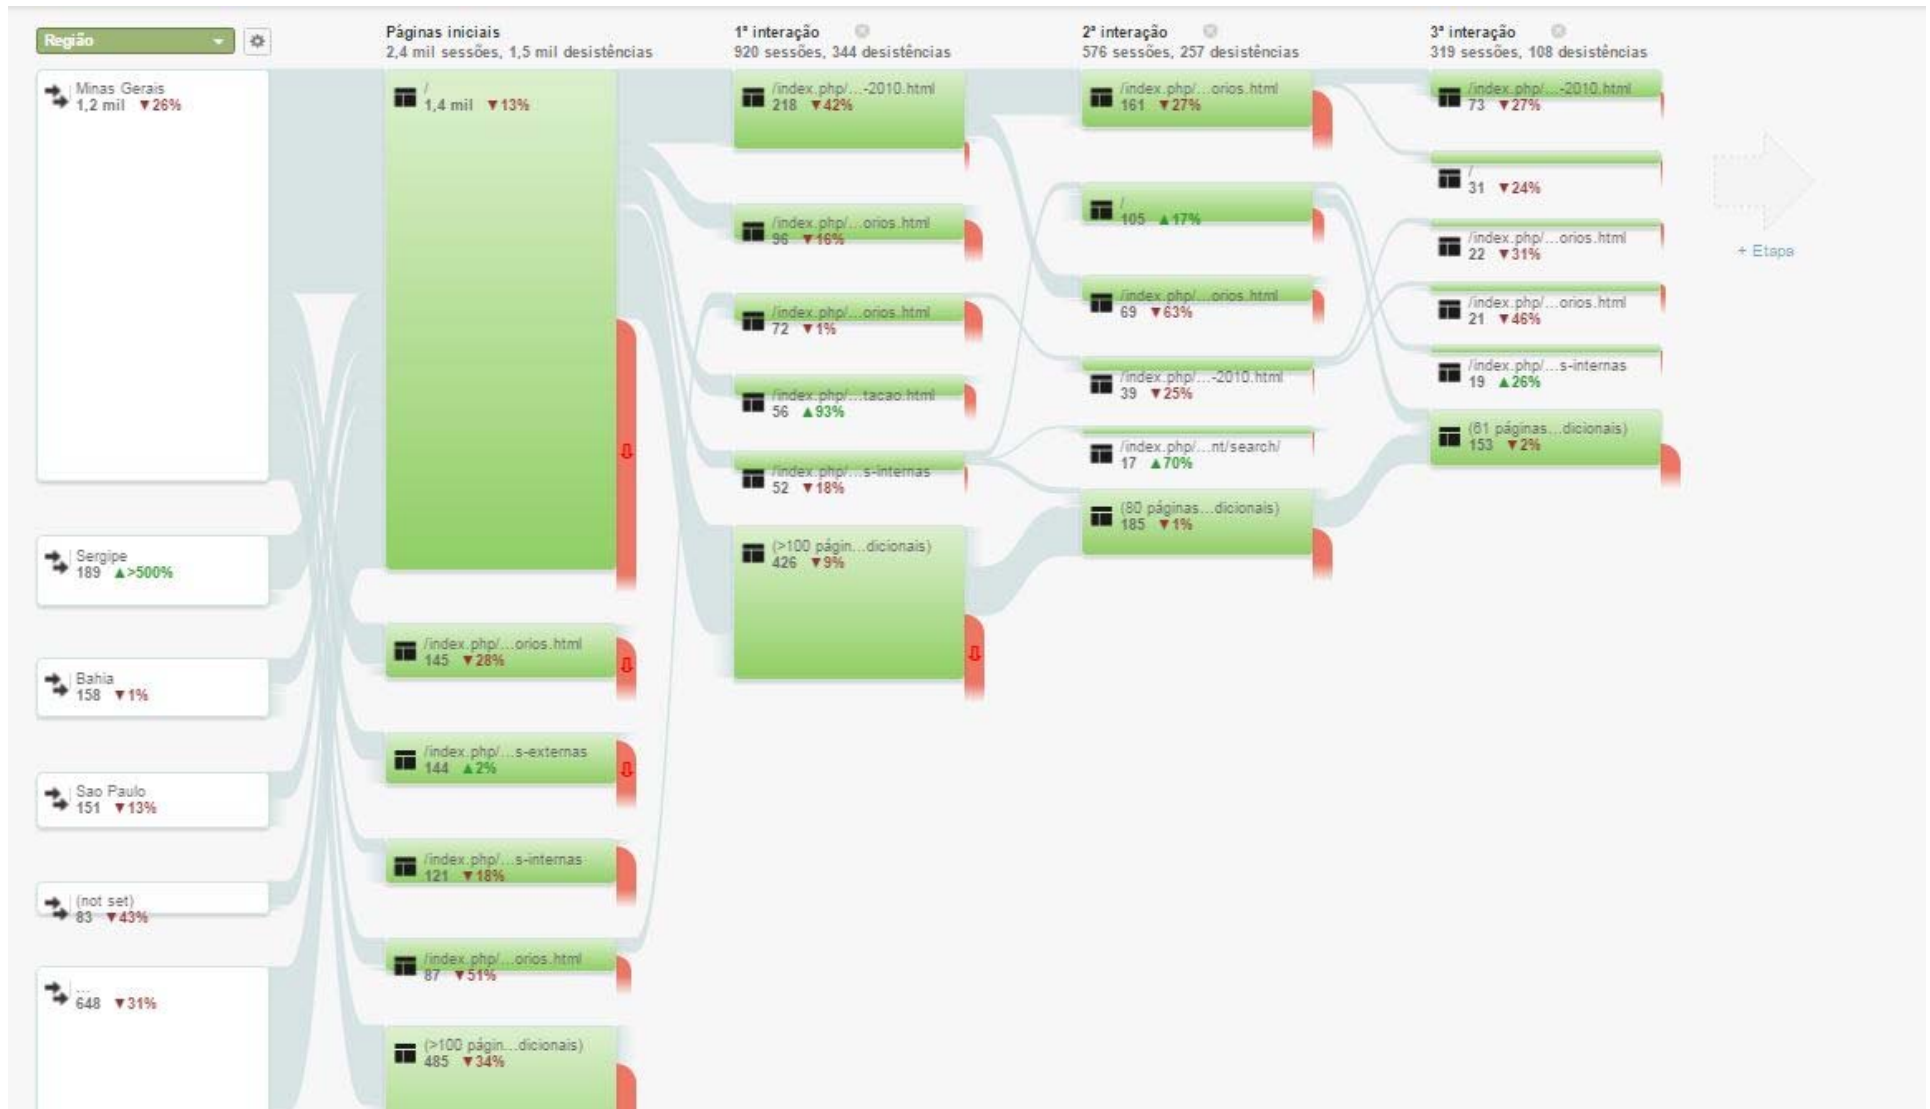 Região
Minas Gerais
1,2 mil ▼26%
Sergipe
189 ▲>500%
Bahia
158 ▼1%
Sao Paulo
151 ▼13%
(not set)
83 ▼43%
...
648 ▼31%
Páginas iniciais
2,4 mil sessões, 1,5 mil desistências
/
1,4 mil ▼13%
/index.php/...orios.html
145 ▼28%
/index.php/...s-externas
144 ▲2%
/index.php/...s-internas
121 ▼18%
/index.php/...orios.html
87 ▼51%
(>100 págin...dicionais)
485 ▼34%
1ª interação
920 sessões, 344 desistências
/index.php/...-2010.html
218 ▼42%
/index.php/...orios.html
96 ▼16%
/index.php/...orios.html
72 ▼1%
/index.php/...tacao.html
56 ▲93%
/index.php/...s-internas
52 ▼18%
(>100 págin...dicionais)
426 ▼9%
2ª interação
576 sessões, 257 desistências
/index.php/...orios.html
161 ▼27%
/
105 ▲17%
/index.php/...orios.html
69 ▼63%
/index.php/...-2010.html
39 ▼25%
/index.php/...nt/search/
17 ▲70%
(80 páginas...dicionais)
185 ▼1%
3ª interação
319 sessões, 108 desistências
/index.php/...-2010.html
73 ▼27%
/
31 ▼24%
/index.php/...orios.html
22 ▼31%
/index.php/...orios.html
21 ▼46%
/index.php/...s-internas
19 ▲26%
(61 páginas...dicionais)
153 ▼2%
+ Etapa